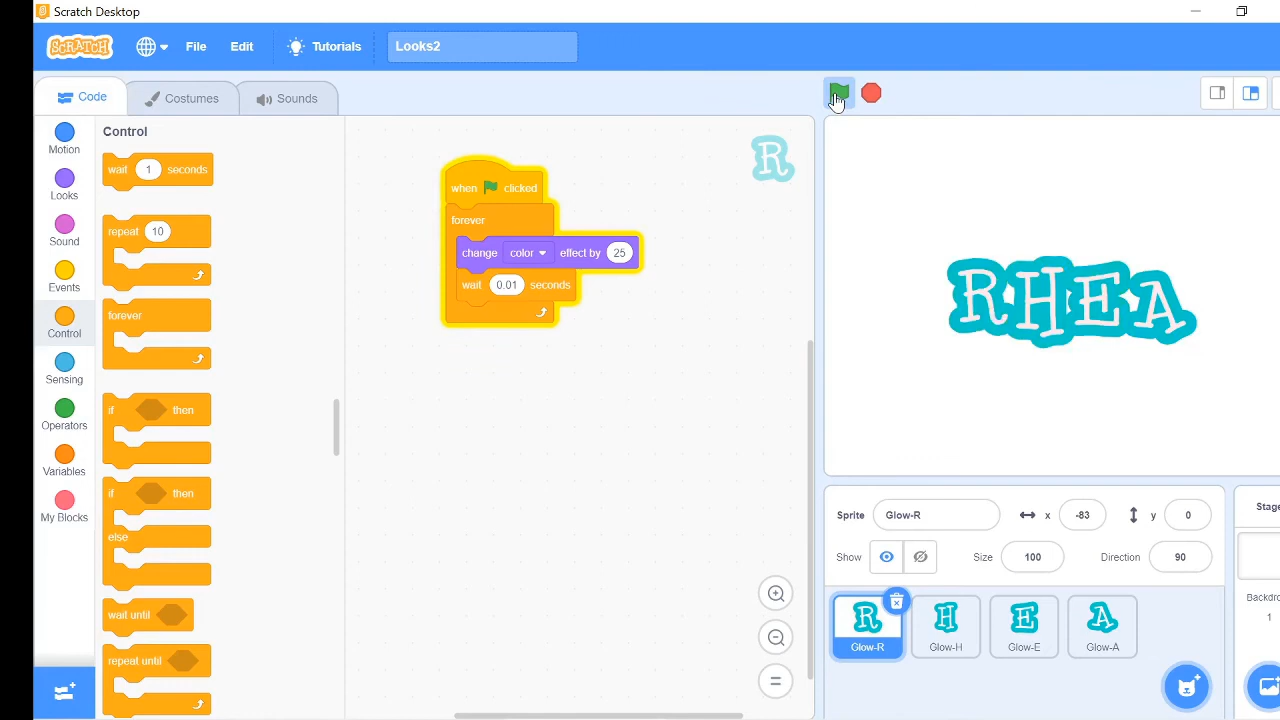 Scratch Desktop
SCRATCH File Edit Tutorials Looks2
Code Costumes Sounds
Motion
Looks
Sound
Events
Control
Sensing
Operators
Variables
My Blocks
Control
wait 1 seconds
repeat 10
forever
if then
if then
else
wait until
repeat until
when clicked
forever
change color effect by 25
wait 0.01 seconds
R
RHEA
Sprite Glow-R x -83 y 0
Show Size 100 Direction 90
R H E A
Glow-R Glow-H Glow-E Glow-A
Stage
Backdro
1